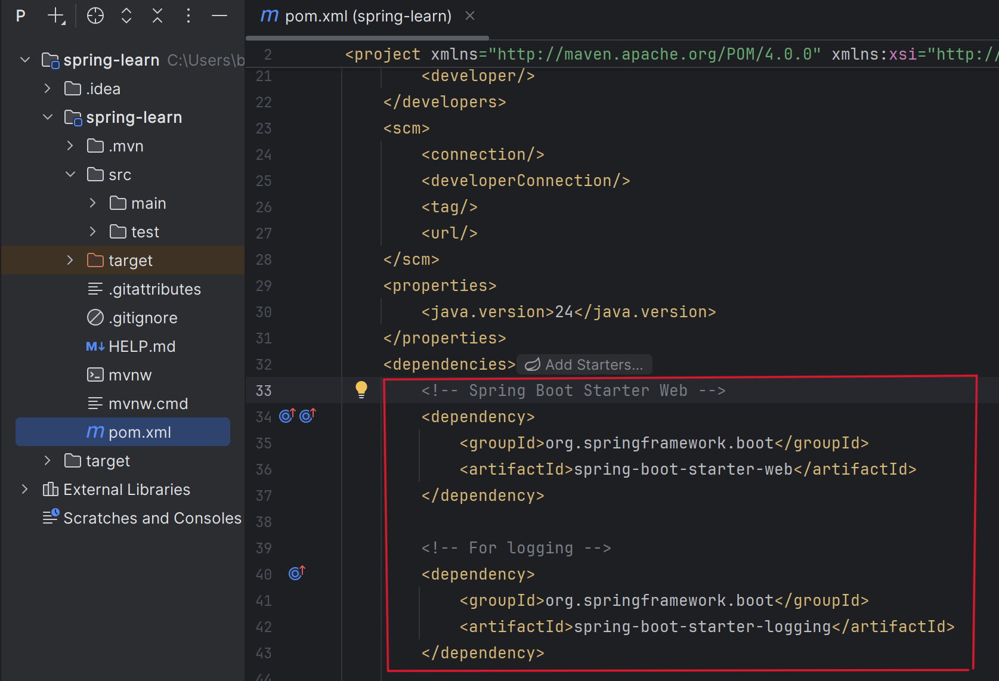 P
pom.xml (spring-learn)
spring-learn C:\Users\b
.idea
spring-learn
.mvn
src
main
test
target
.gitattributes
.gitignore
M↓ HELP.md
mvnw
mvnw.cmd
m pom.xml
target
External Libraries
Scratches and Consoles
2 <project xmlns="http://maven.apache.org/POM/4.0.0" xmlns:xsi="http:/
21 <developer/>
22 </developers>
23 <scm>
24 <connection/>
25 <developerConnection/>
26 <tag/>
27 <url/>
28 </scm>
29 <properties>
30 <java.version>24</java.version>
31 </properties>
32 <dependencies> Add Starters...
33 <!-- Spring Boot Starter Web -->
34 <dependency>
35 <groupId>org.springframework.boot</groupId>
36 <artifactId>spring-boot-starter-web</artifactId>
37 </dependency>
38
39 <!-- For logging -->
40 <dependency>
41 <groupId>org.springframework.boot</groupId>
42 <artifactId>spring-boot-starter-logging</artifactId>
43 </dependency>
44